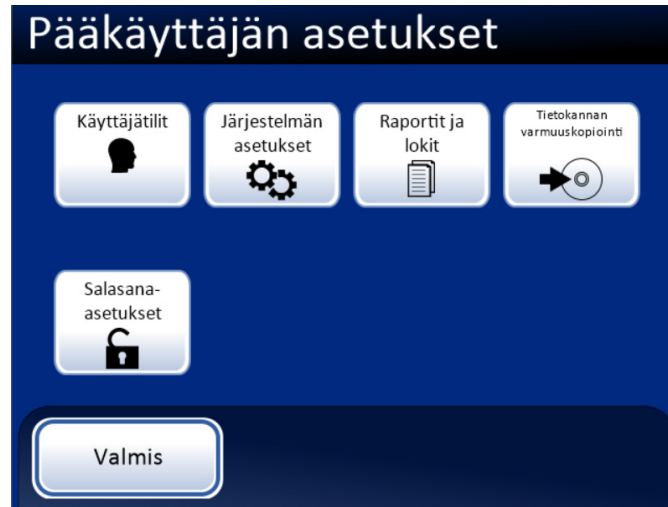 Pääkäyttäjän asetukset
Käyttäjätilit
Järjestelmän
asetukset
Raportit ja
lokit
Tietokannan
varmuuskopiointi
Salasana-
asetukset
Valmis